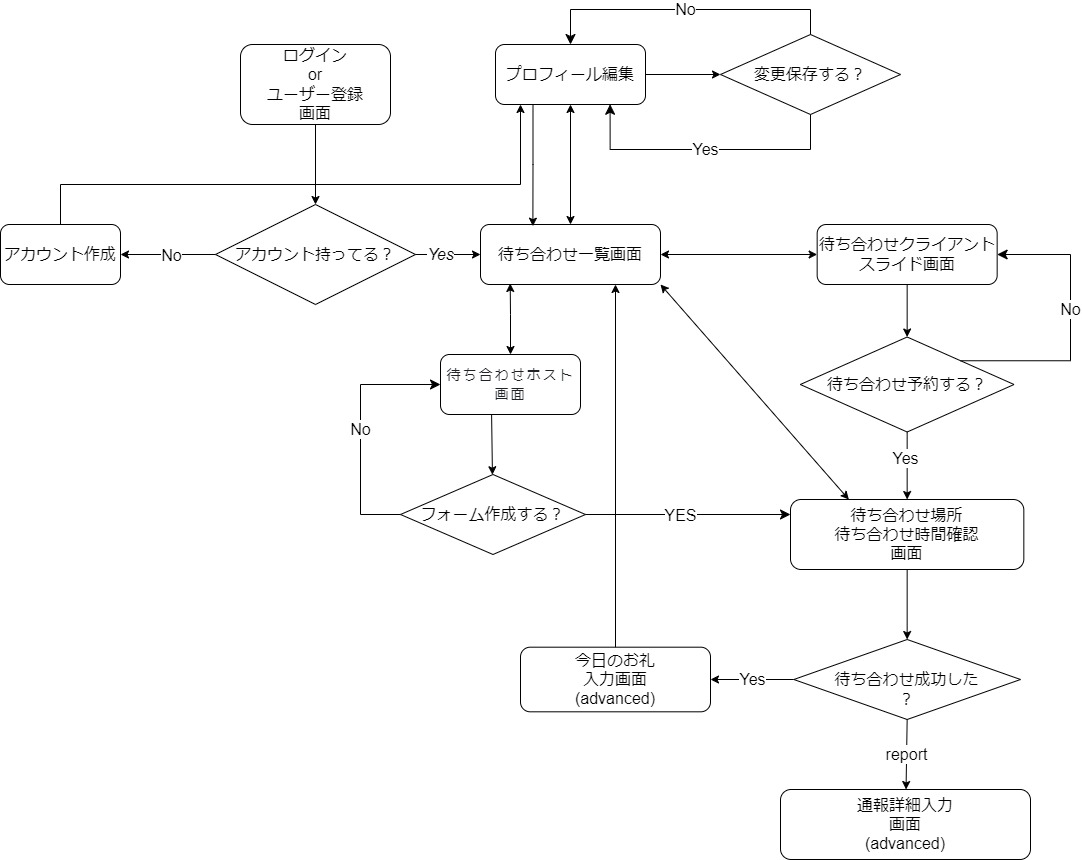 No
ログイン
or
ユーザー登録
画面
プロフィール編集
変更保存する？
Yes
アカウント作成
No
アカウント持ってる？
Yes
待ち合わせ一覧画面
待ち合わせクライアント
スライド画面
No
待ち合わせホスト
画面
待ち合わせ予約する？
No
Yes
フォーム作成する？
YES
待ち合わせ場所
待ち合わせ時間確認
画面
今日のお礼
入力画面
(advanced)
Yes
待ち合わせ成功した
？
report
通報詳細入力
画面
(advanced)